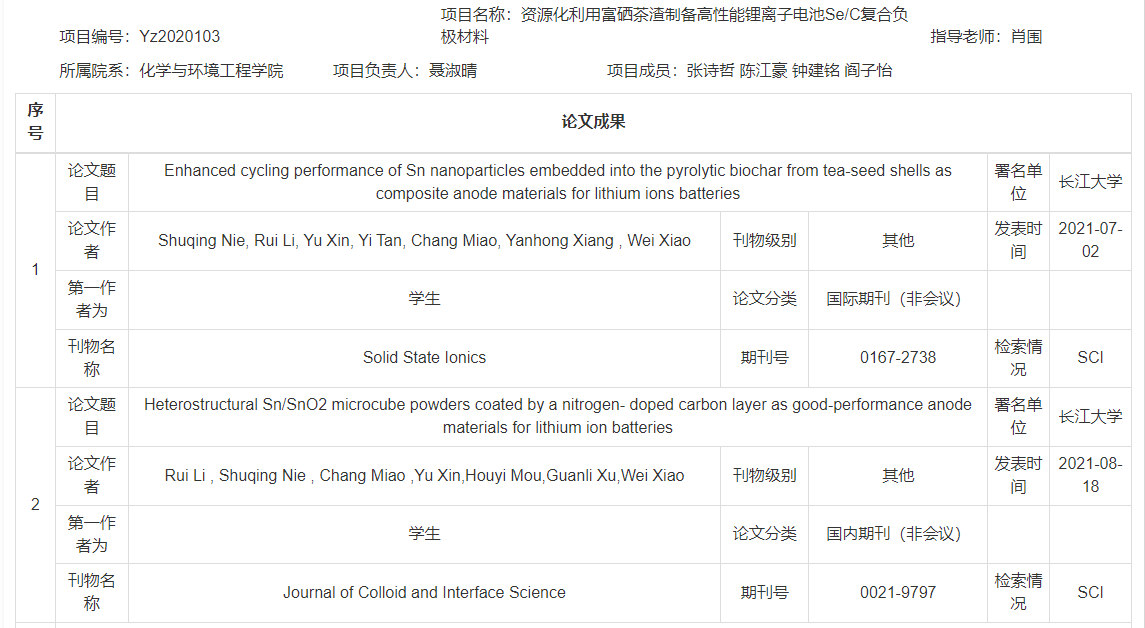 项目编号：Yz2020103
项目名称：资源化利用富硒茶渣制备高性能锂离子电池Se/C复合负
极材料
指导老师：肖围
所属院系：化学与环境工程学院
项目负责人：聂淑晴
项目成员：张诗哲 陈江豪 钟建铭 阎子怡
序
号
论文成果
1
论文题
目
Enhanced cycling performance of Sn nanoparticles embedded into the pyrolytic biochar from tea-seed shells as
composite anode materials for lithium ions batteries
署名单
位
长江大学
论文作
者
Shuqing Nie, Rui Li, Yu Xin, Yi Tan, Chang Miao, Yanhong Xiang , Wei Xiao
刊物级别
其他
发表时
间
2021-07-
02
第一作
者为
学生
论文分类
国际期刊（非会议）
刊物名
称
Solid State Ionics
期刊号
0167-2738
检索情
况
SCI
2
论文题
目
Heterostructural Sn/SnO2 microcube powders coated by a nitrogen- doped carbon layer as good-performance anode
materials for lithium ion batteries
署名单
位
长江大学
论文作
者
Rui Li , Shuqing Nie , Chang Miao ,Yu Xin,Houyi Mou,Guanli Xu,Wei Xiao
刊物级别
其他
发表时
间
2021-08-
18
第一作
者为
学生
论文分类
国内期刊（非会议）
刊物名
称
Journal of Colloid and Interface Science
期刊号
0021-9797
检索情
况
SCI